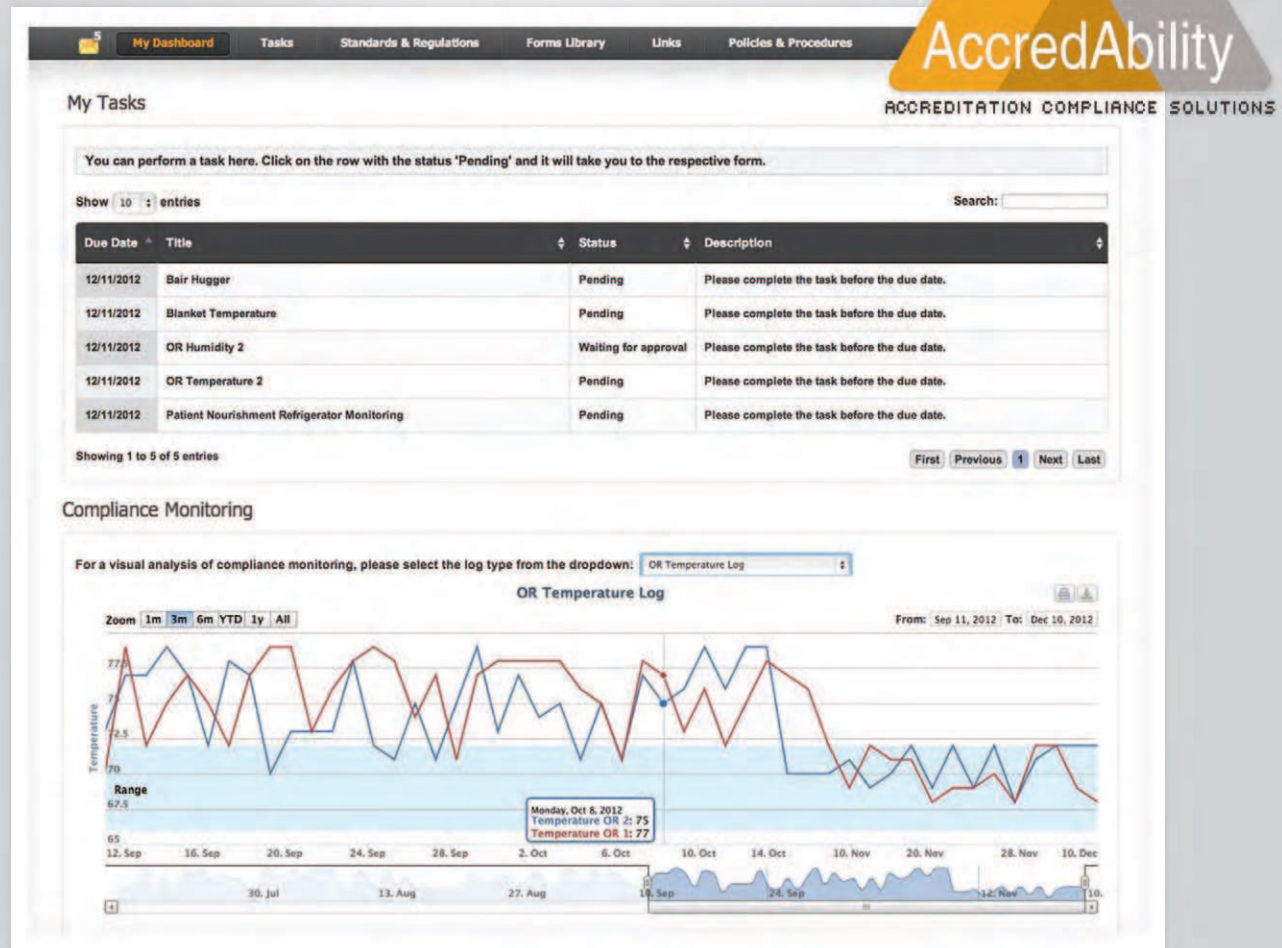 AccredAbility
ACCREDITATION COMPLIANCE SOLUTIONS
5
My Dashboard Tasks Standards & Regulations Forms Library Links Policies & Procedures
My Tasks
You can perform a task here. Click on the row with the status 'Pending' and it will take you to the respective form.
Show 10 entries Search:
Due Date Title Status Description
12/11/2012 Bair Hugger Pending Please complete the task before the due date.
12/11/2012 Blanket Temperature Pending Please complete the task before the due date.
12/11/2012 OR Humidity 2 Waiting for approval Please complete the task before the due date.
12/11/2012 OR Temperature 2 Pending Please complete the task before the due date.
12/11/2012 Patient Nourishment Refrigerator Monitoring Pending Please complete the task before the due date.
Showing 1 to 5 of 5 entries First Previous 1 Next Last
Compliance Monitoring
For a visual analysis of compliance monitoring, please select the log type from the dropdown: OR Temperature Log
OR Temperature Log
Zoom 1m 3m 6m YTD 1y All From: Sep 11, 2012 To: Dec 10, 2012
Temperature
77.5
75
72.5
70
Range
67.5
65
Monday, Oct 8, 2012
Temperature OR 2: 75
Temperature OR 1: 77
12. Sep 16. Sep 20. Sep 24. Sep 28. Sep 2. Oct 6. Oct 10. Oct 14. Oct 10. Nov 20. Nov 28. Nov 10. Dec
30. Jul 13. Aug 27. Aug 10. Sep 24. Sep 12. Nov 10.